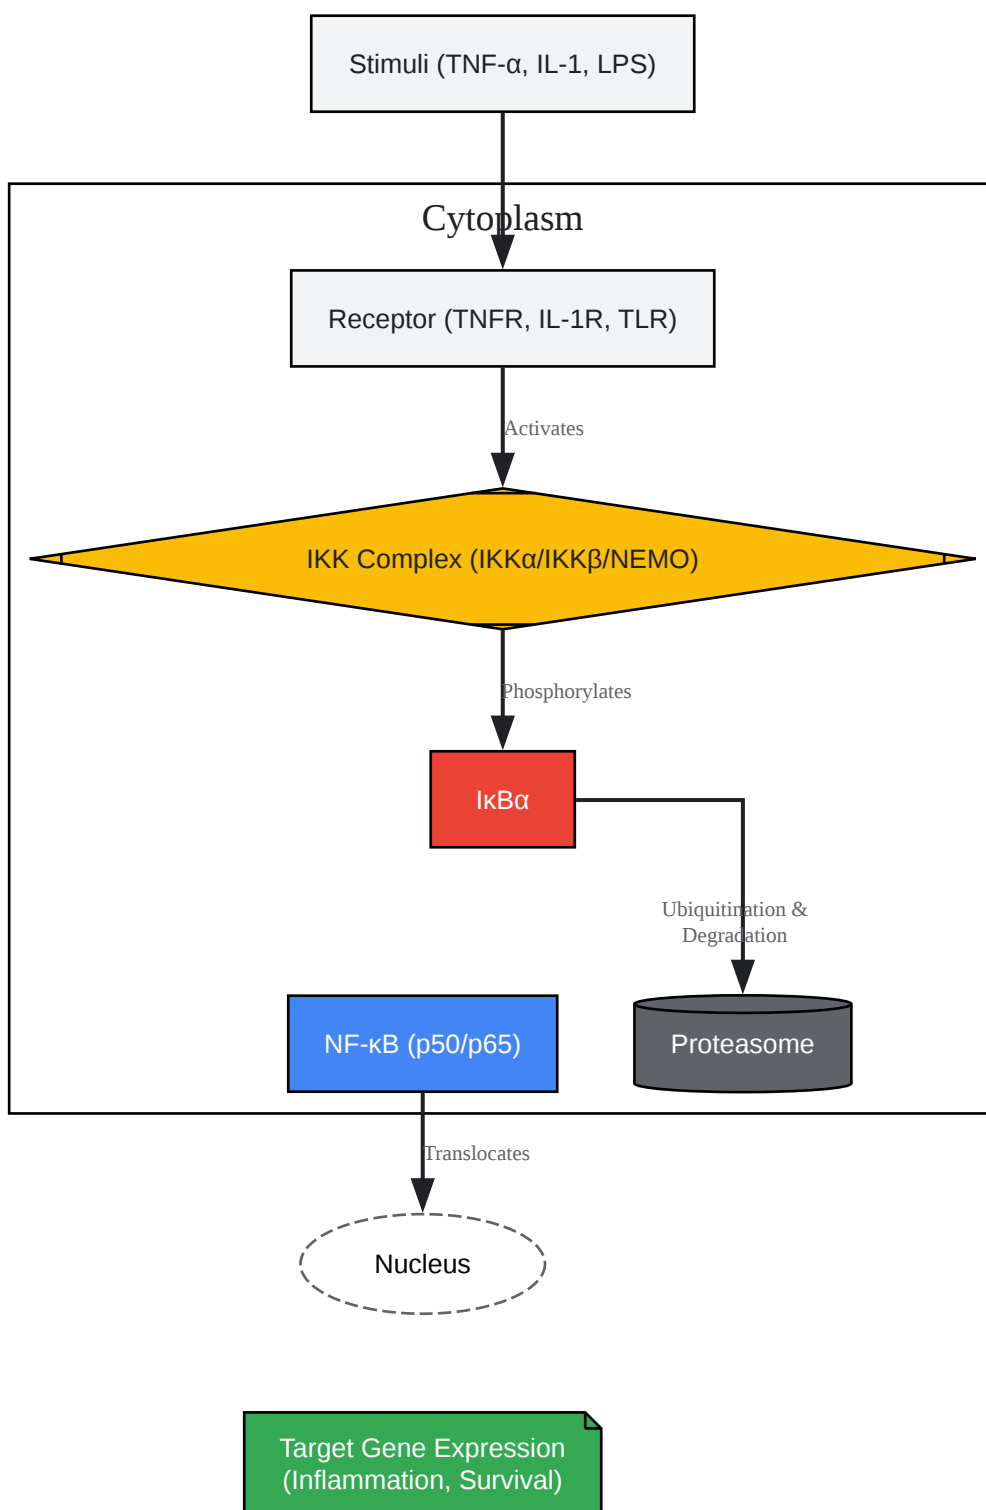 Stimuli (TNF-α, IL-1, LPS)
Cytoplasm
Receptor (TNFR, IL-1R, TLR)
Activates
IKK Complex (IKKα/IKKβ/NEMO)
Phosphorylates
IκBα
Ubiquitination &
Degradation
NF-κB (p50/p65)
Proteasome
Translocates
Nucleus
Target Gene Expression
(Inflammation, Survival)